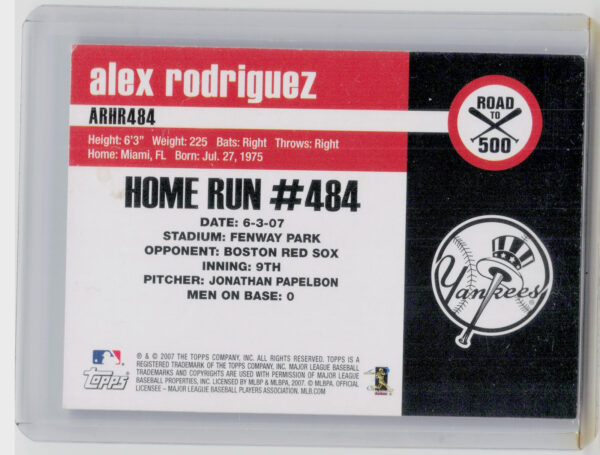 alex rodriguez
ARHR484
Height: 6'3" Weight: 225 Bats: Right Throws: Right
Home: Miami, FL Born: Jul. 27, 1975
ROAD
TO
500
HOME RUN #484
DATE: 6-3-07
STADIUM: FENWAY PARK
OPPONENT: BOSTON RED SOX
INNING: 9TH
PITCHER: JONATHAN PAPELBON
MEN ON BASE: 0
Yankees
Topps
® & © 2007 THE TOPPS COMPANY, INC. ALL RIGHTS RESERVED. TOPPS IS A
REGISTERED TRADEMARK OF THE TOPPS COMPANY, INC. MAJOR LEAGUE BASEBALL
TRADEMARKS AND COPYRIGHTS ARE USED WITH PERMISSION OF MAJOR LEAGUE
BASEBALL PROPERTIES, INC. LICENSED BY MLBP & MLBPA, 2007. © MLBPA. OFFICIAL
LICENSEE – MAJOR LEAGUE BASEBALL PLAYERS ASSOCIATION. MLB.COM